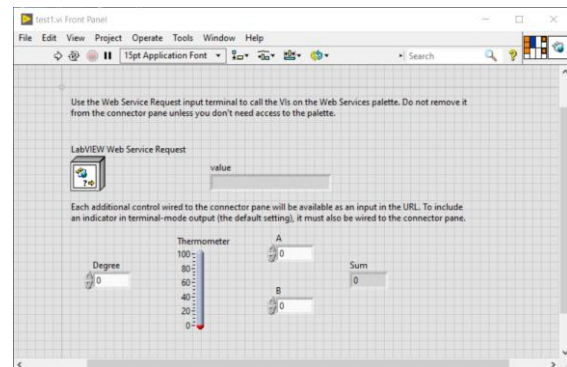 test1.vi Front Panel
File Edit View Project Operate Tools Window Help
15pt Application Font Search
Use the Web Service Request input terminal to call the VIs on the Web Services palette. Do not remove it
from the connector pane unless you don't need access to the palette.
LabVIEW Web Service Request
value
Each additional control wired to the connector pane will be available as an input in the URL. To include
an indicator in terminal-mode output (the default setting), it must also be wired to the connector pane.
Thermometer A
100 0
Degree 80 Sum
0 60 0
40 B
20 0
0